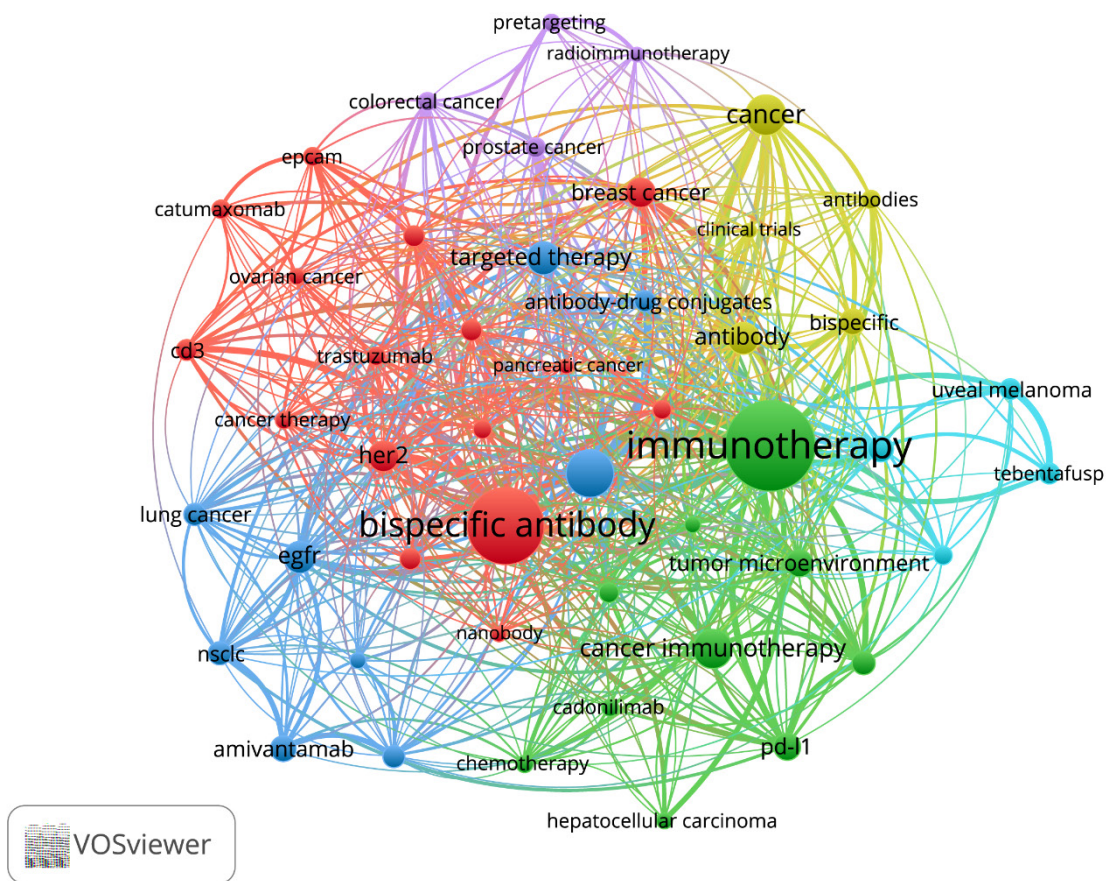 pretargeting
radioimmunotherapy
colorectal cancer
cancer
prostate cancer
epcam
breast cancer
antibodies
catumaxomab
clinical trials
targeted therapy
ovarian cancer
antibody-drug conjugates
bispecific
antibody
cd3
trastuzumab
pancreatic cancer
uveal melanoma
cancer therapy
immunotherapy
her2
tebentafusp
lung cancer
bispecific antibody
egfr
tumor microenvironment
nanobody
cancer immunotherapy
nsclc
cadonilimab
amivantamab
pd-l1
chemotherapy
hepatocellular carcinoma
VOSviewer